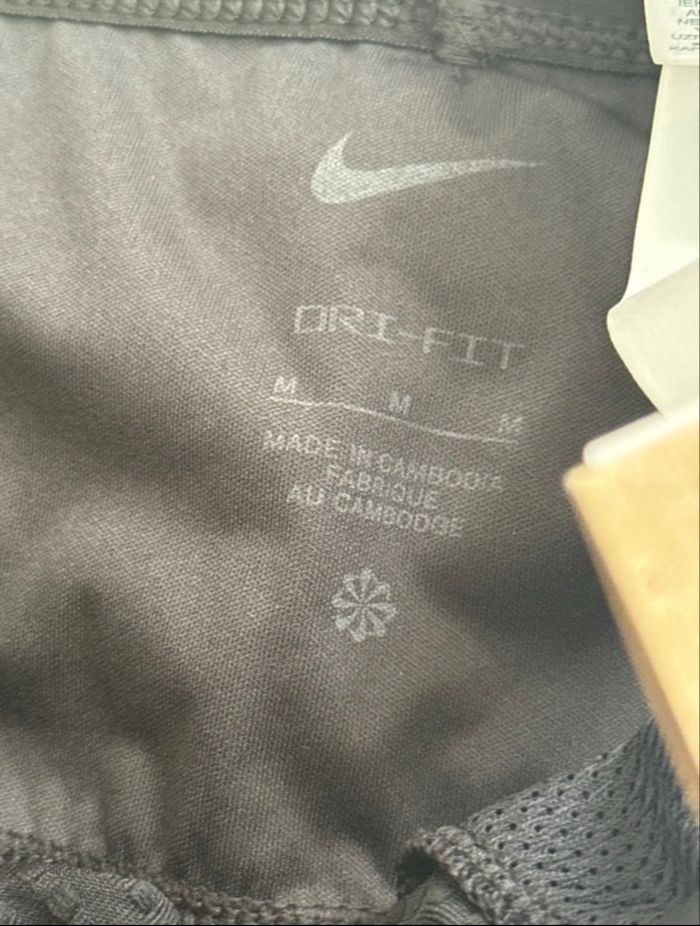 DRI-FIT
M M M
MADE IN CAMBODIA
FABRIQUE
AU CAMBODGE